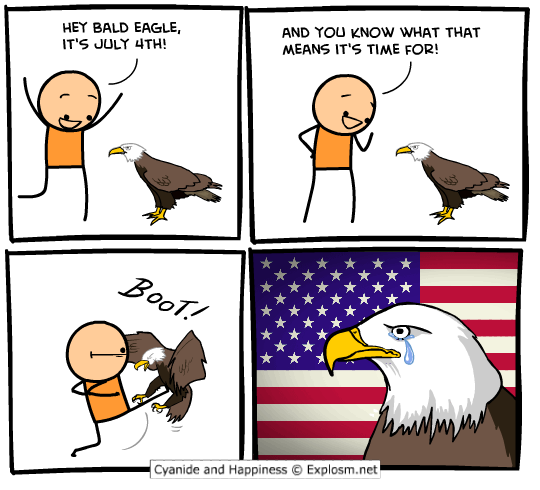 HEY BALD EAGLE,
IT'S JULY 4TH!
AND YOU KNOW WHAT THAT
MEANS IT'S TIME FOR!
BOOT!
Cyanide and Happiness © Explosm.net